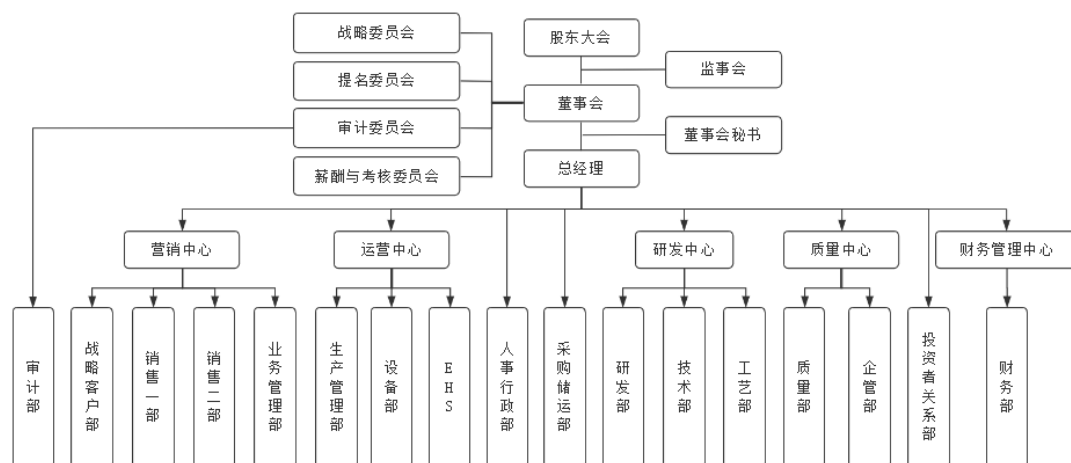 战略委员会
股东大会
监事会
提名委员会
董事会
审计委员会
董事会秘书
薪酬与考核委员会
总经理
营销中心
运营中心
研发中心
质量中心
财务管理中心
审计部
战略客户部
销售一部
销售二部
业务管理部
生产管理部
设备部
EHS
人事行政部
采购储运部
研发部
技术部
工艺部
质量部
企管部
投资者关系部
财务部